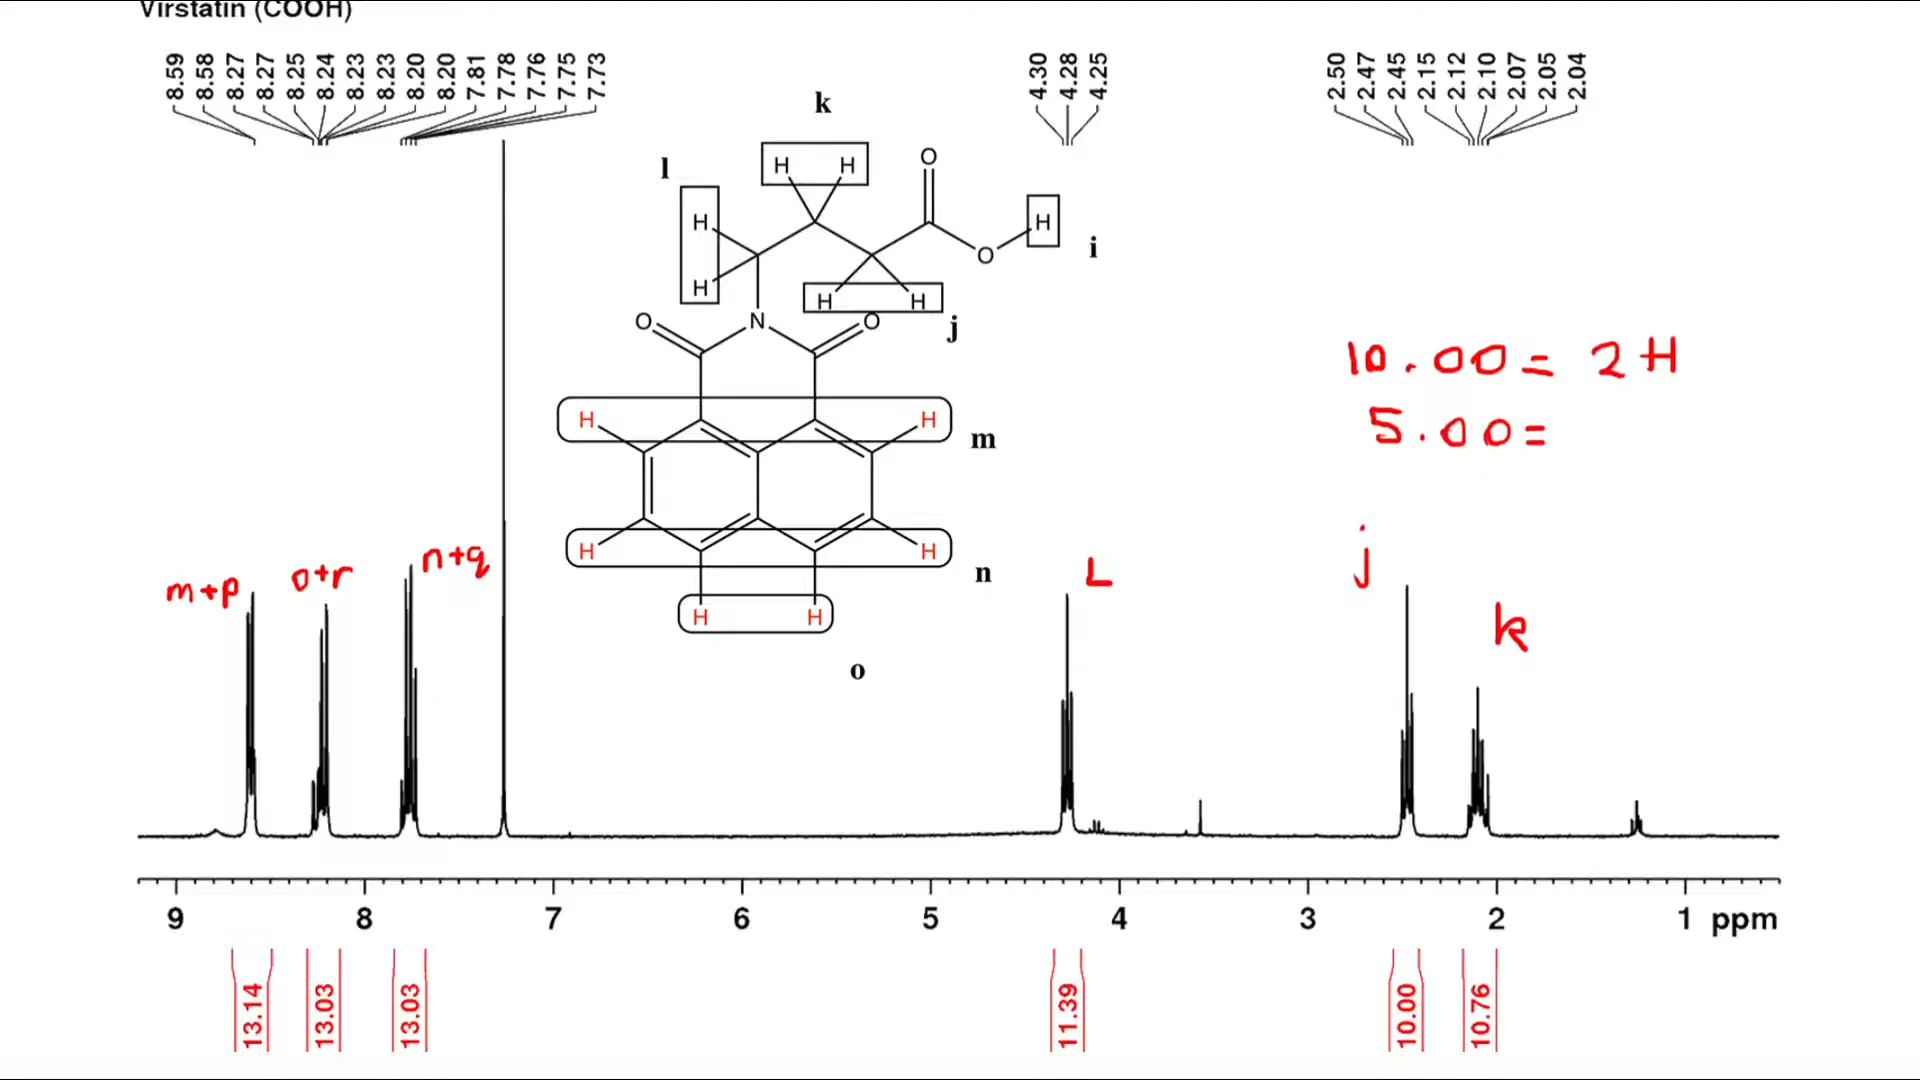 Virstatin (COOH)
8.59 8.58 8.27 8.27 8.25 8.24 8.23 8.23 8.20 8.20 7.81 7.78 7.76 7.75 7.73
4.30 4.28 4.25
2.50 2.47 2.45 2.15 2.12 2.10 2.07 2.05 2.04
k
H H O
l
H H
i
O
H
H H
j
O N O
10.00 = 2H
5.00 =
H H
m
H H
n
H H
o
m+p o+r n+q
L j k
9 8 7 6 5 4 3 2 1 ppm
13.14 13.03 13.03 11.39 10.00 10.76